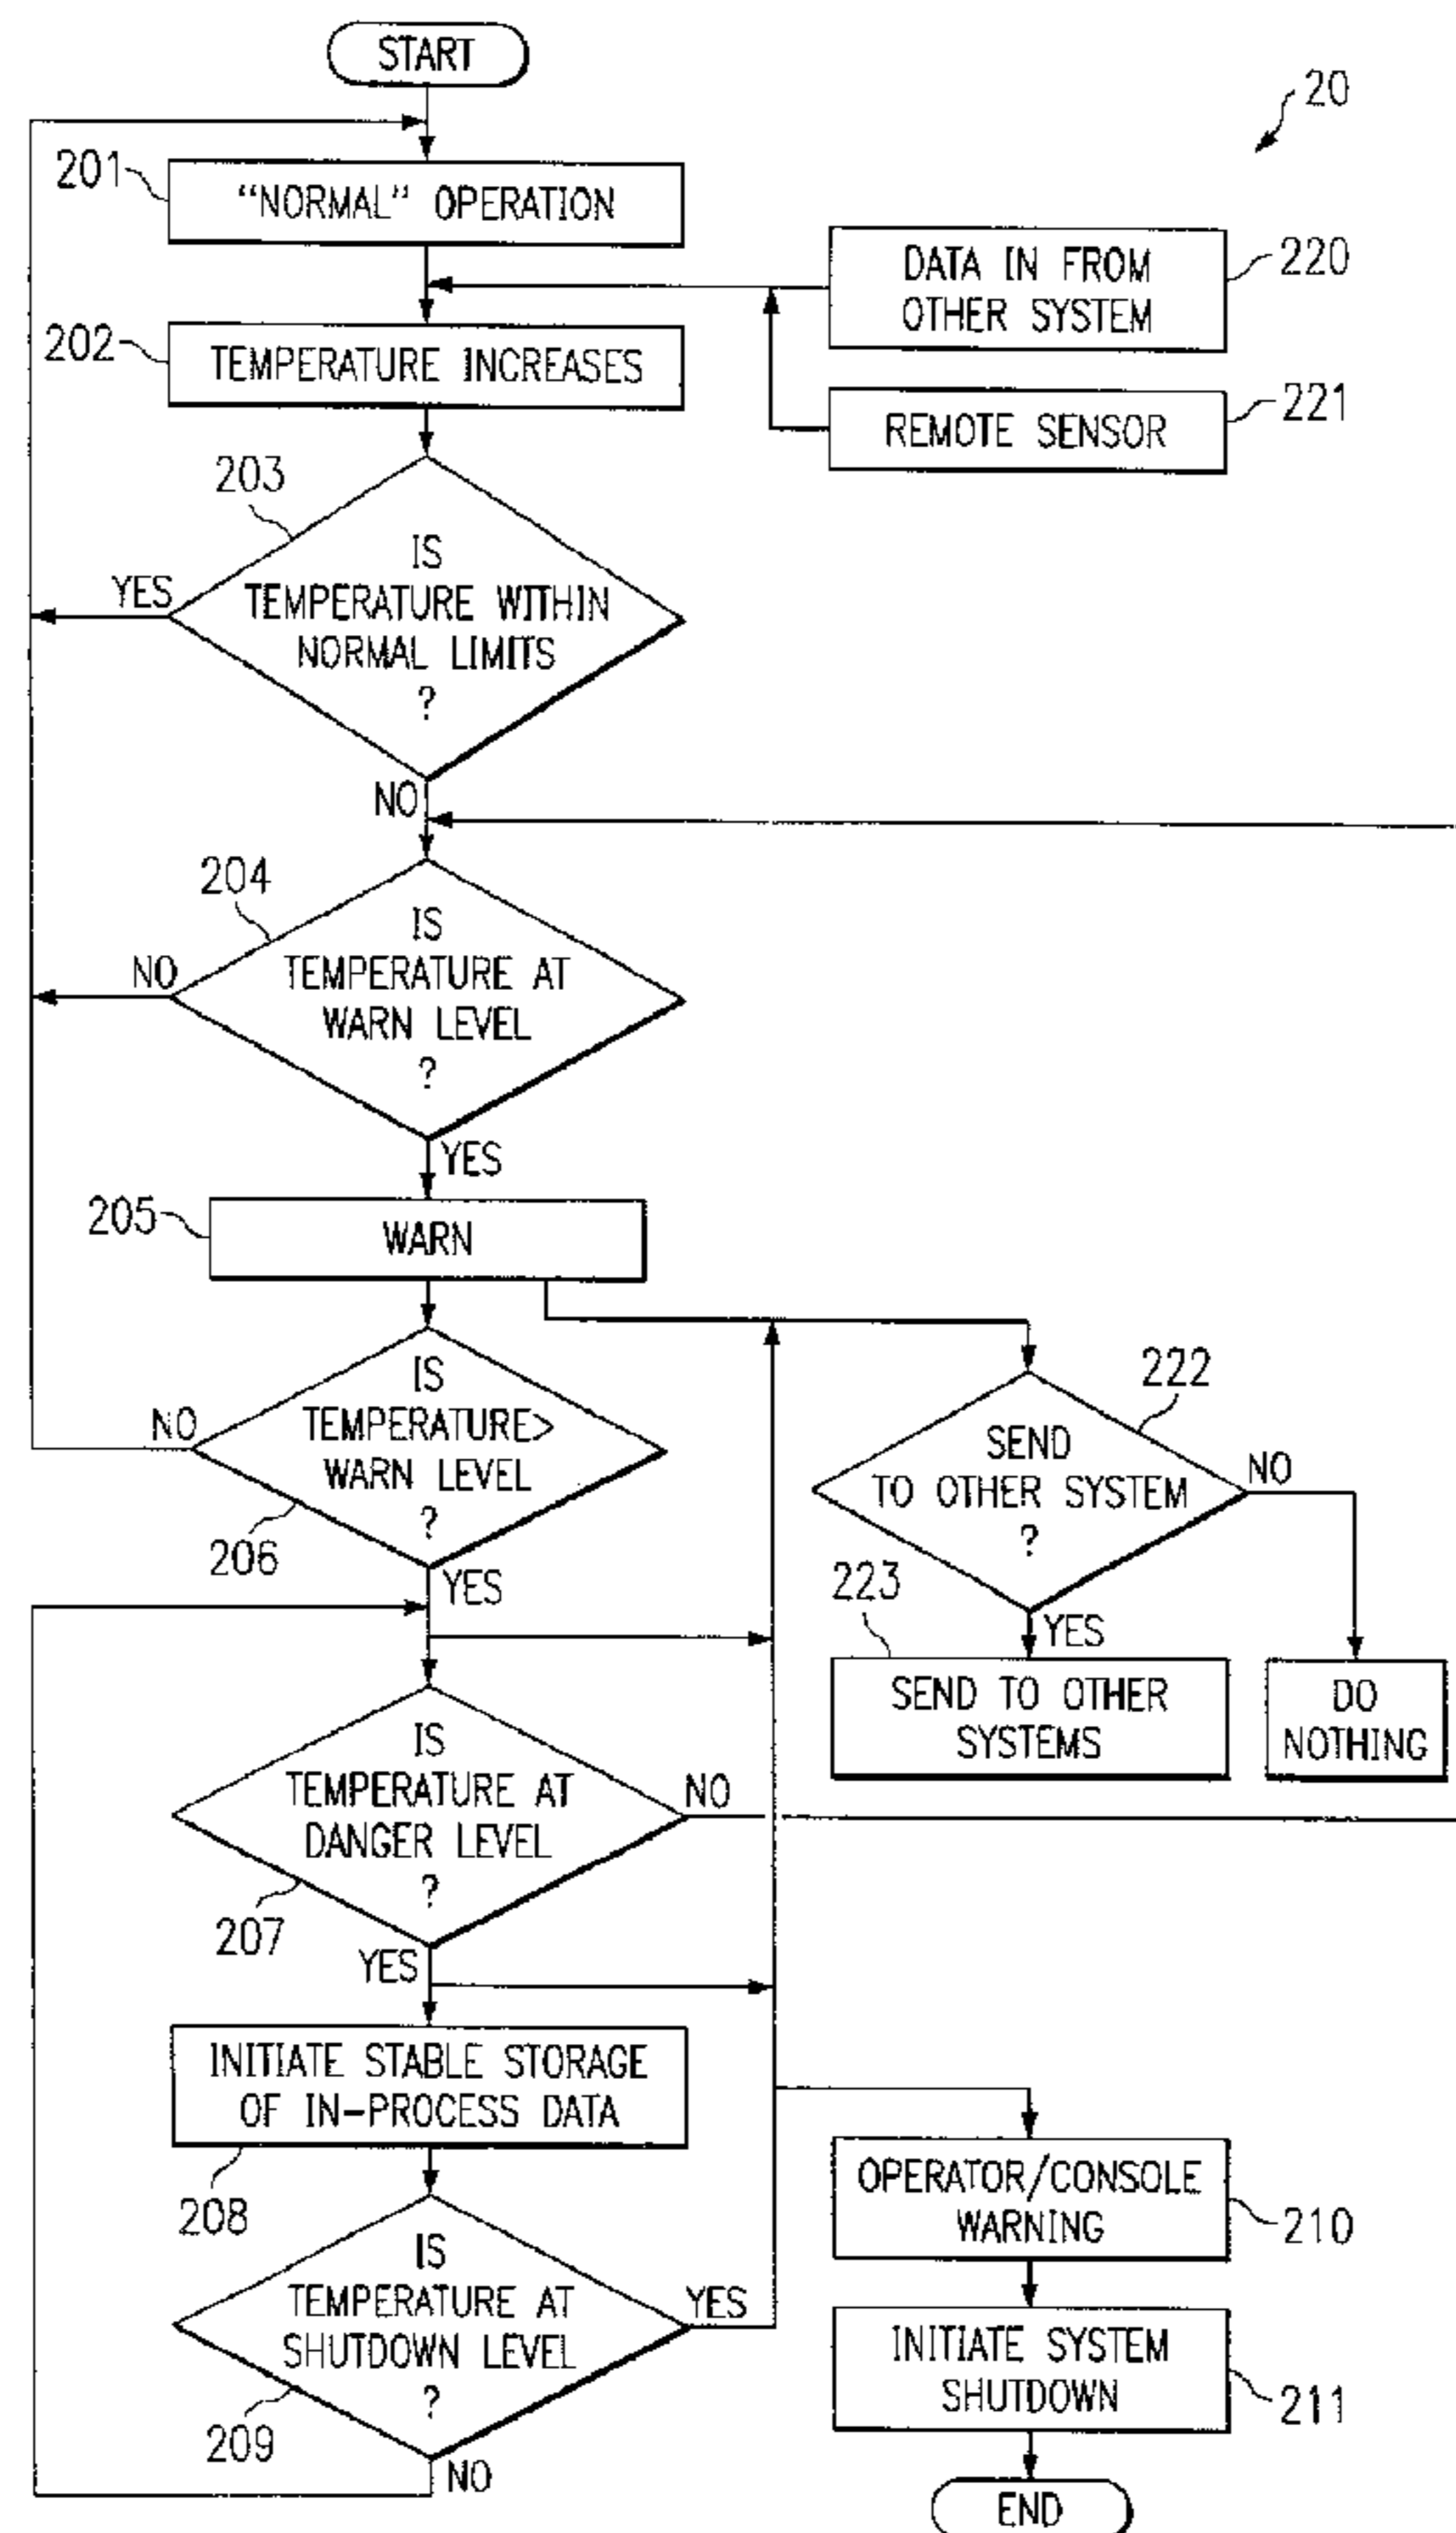 START
20
201
“NORMAL” OPERATION
DATA IN FROM
OTHER SYSTEM
220
202
TEMPERATURE INCREASES
REMOTE SENSOR
221
203
IS
TEMPERATURE WITHIN
NORMAL LIMITS
?
YES
NO
204
IS
TEMPERATURE AT
WARN LEVEL
?
NO
YES
205
WARN
IS
TEMPERATURE>
WARN LEVEL
?
NO
206
YES
222
SEND
TO OTHER SYSTEM
?
NO
223
YES
SEND TO OTHER
SYSTEMS
DO
NOTHING
IS
TEMPERATURE AT
DANGER LEVEL
?
NO
207
YES
INITIATE STABLE STORAGE
OF IN-PROCESS DATA
208
IS
TEMPERATURE AT
SHUTDOWN LEVEL
?
YES
209
NO
OPERATOR/CONSOLE
WARNING
210
INITIATE SYSTEM
SHUTDOWN
211
END